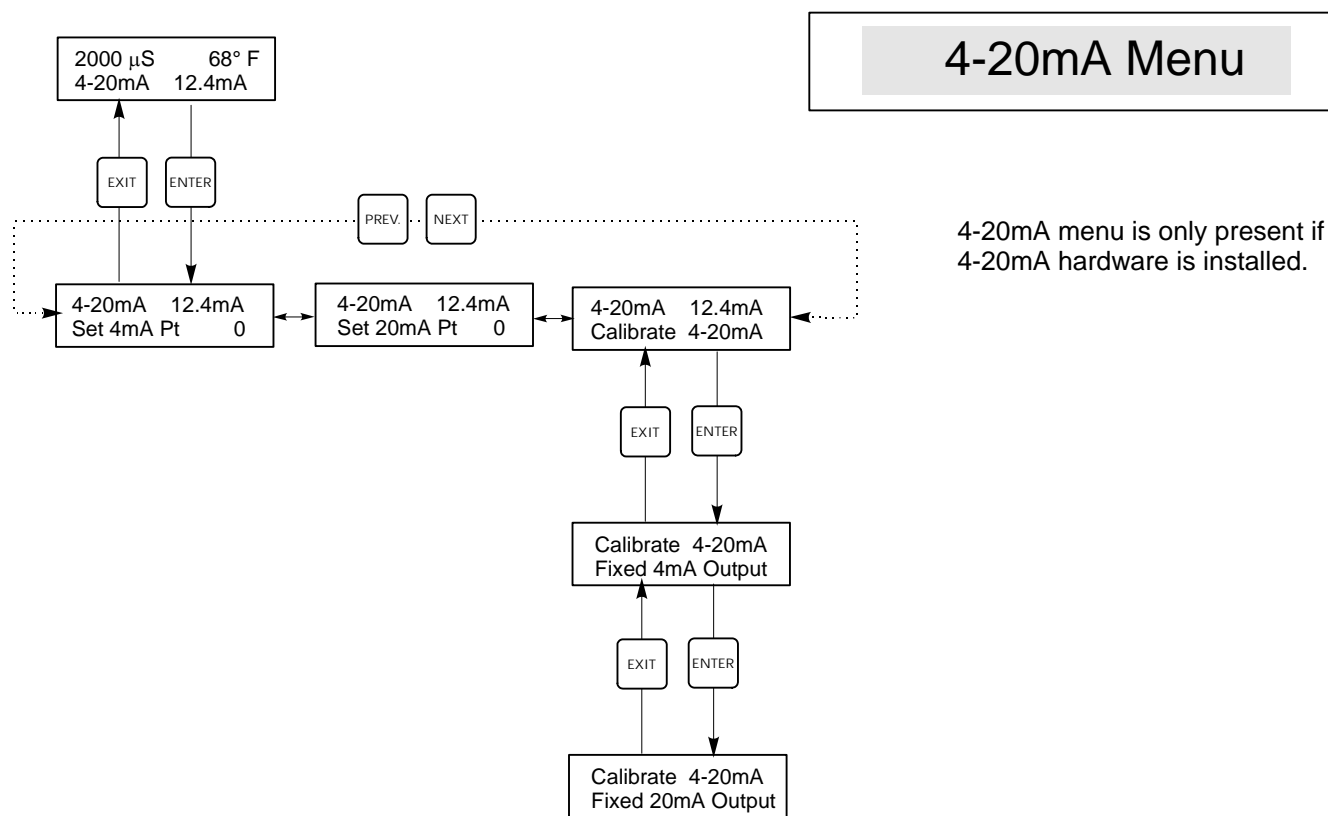 4-20mA Menu
2000 μS 68° F
4-20mA 12.4mA
EXIT
ENTER
PREV.
NEXT
4-20mA menu is only present if
4-20mA hardware is installed.
4-20mA 12.4mA
Set 4mA Pt 0
4-20mA 12.4mA
Set 20mA Pt 0
4-20mA 12.4mA
Calibrate 4-20mA
EXIT
ENTER
Calibrate 4-20mA
Fixed 4mA Output
EXIT
ENTER
Calibrate 4-20mA
Fixed 20mA Output